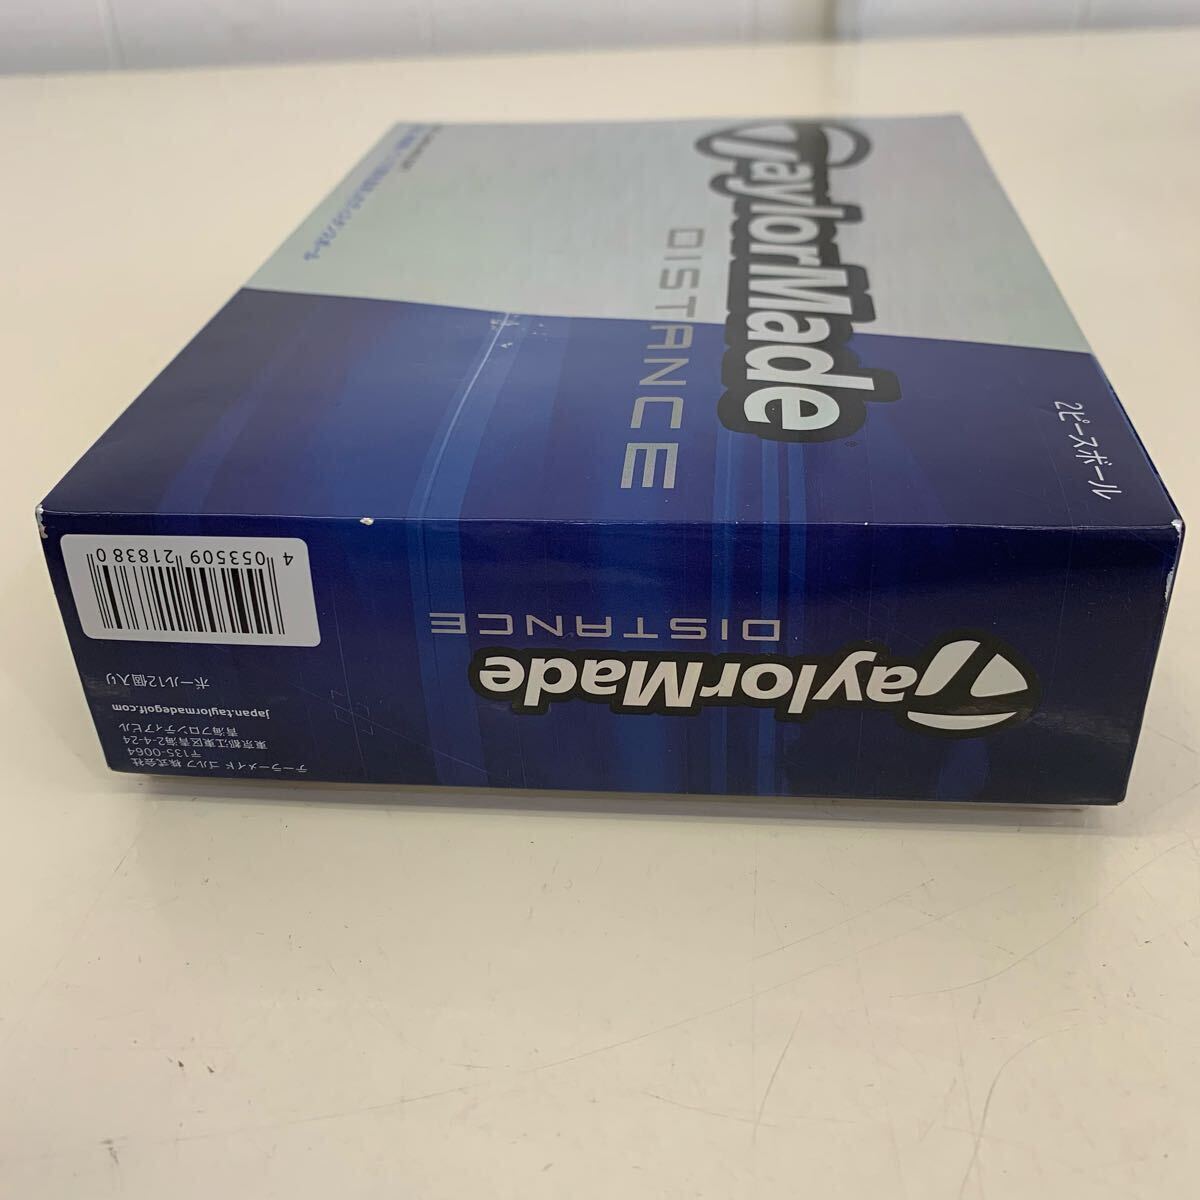 TaylorMade
DISTANCE
2ピースボール
TaylorMade®
DISTANCE
4 053509 218380
ボール12個入り
japan.taylormadegolf.com
テーラーメイド ゴルフ 株式会社
〒135-0064
東京都江東区青海2-4-24
青海フロンティアビル